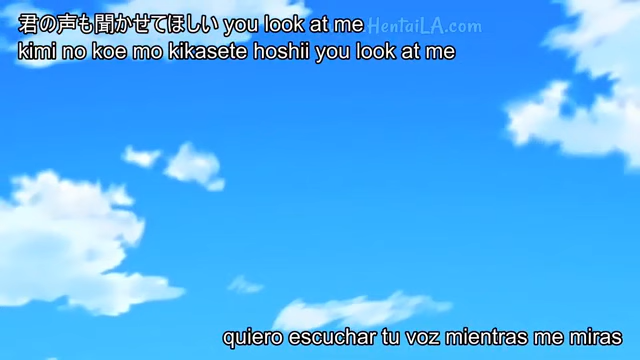 君の声も聞かせてほしい you look at me
HentaiLA.com
kimi no koe mo kikasete hoshii you look at me
quiero escuchar tu voz mientras me miras